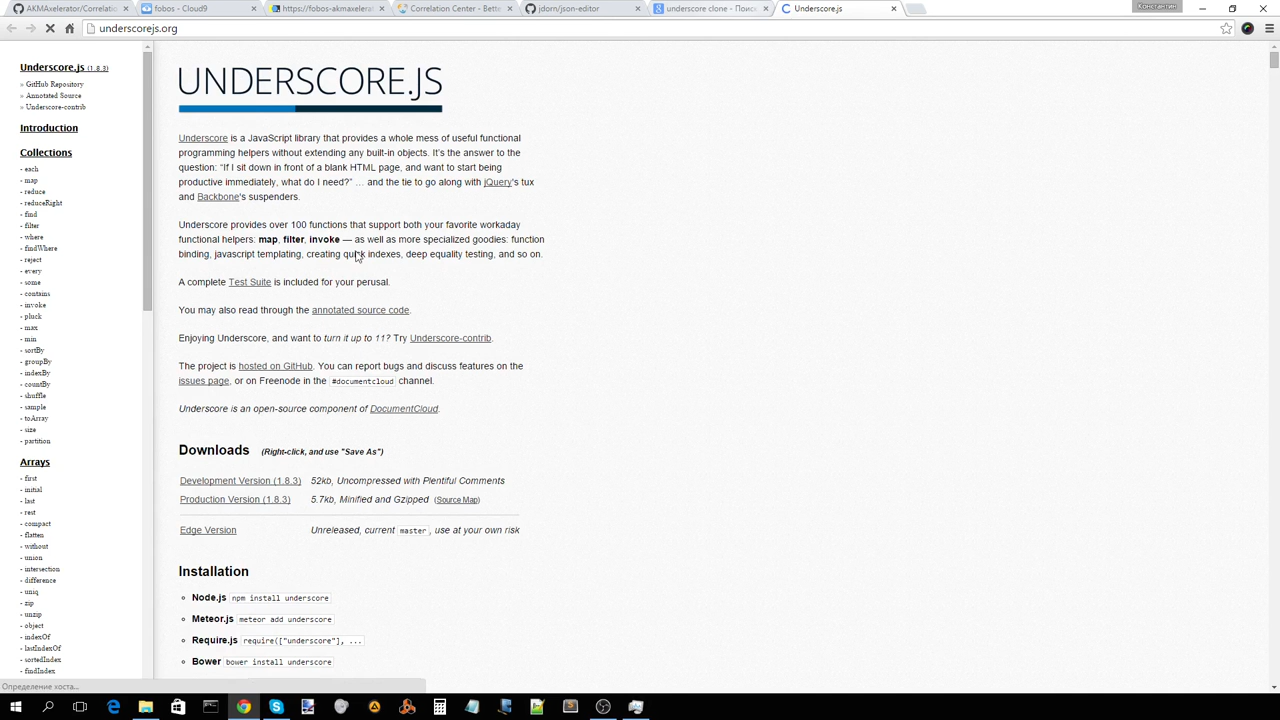 AKMAxelerator/Correlatio
fobos - Cloud9
https://fobos-akmaxelerat
Correlation Center - Bette
jdorn/json-editor
underscore clone - Поиск
Underscore.js
Константин
underscorejs.org
Underscore.js (1.8.3)
» GitHub Repository
» Annotated Source
» Underscore-contrib
Introduction
Collections
- each
- map
- reduce
- reduceRight
- find
- filter
- where
- findWhere
- reject
- every
- some
- contains
- invoke
- pluck
- max
- min
- sortBy
- groupBy
- indexBy
- countBy
- shuffle
- sample
- toArray
- size
- partition
Arrays
- first
- initial
- last
- rest
- compact
- flatten
- without
- union
- intersection
- difference
- uniq
- zip
- unzip
- object
- indexOf
- lastIndexOf
- sortedIndex
- findIndex
UNDERSCORE.JS
Underscore is a JavaScript library that provides a whole mess of useful functional
programming helpers without extending any built-in objects. It's the answer to the
question: “If I sit down in front of a blank HTML page, and want to start being
productive immediately, what do I need?” … and the tie to go along with jQuery's tux
and Backbone's suspenders.
Underscore provides over 100 functions that support both your favorite workaday
functional helpers: map, filter, invoke — as well as more specialized goodies: function
binding, javascript templating, creating quick indexes, deep equality testing, and so on.
A complete Test Suite is included for your perusal.
You may also read through the annotated source code.
Enjoying Underscore, and want to turn it up to 11? Try Underscore-contrib.
The project is hosted on GitHub. You can report bugs and discuss features on the
issues page, or on Freenode in the #documentcloud channel.
Underscore is an open-source component of DocumentCloud.
Downloads (Right-click, and use "Save As")
Development Version (1.8.3) 52kb, Uncompressed with Plentiful Comments
Production Version (1.8.3) 5.7kb, Minified and Gzipped (Source Map)
Edge Version Unreleased, current master, use at your own risk
Installation
Node.js npm install underscore
Meteor.js meteor add underscore
Require.js require(["underscore"], ...
Bower bower install underscore
Определение хоста...